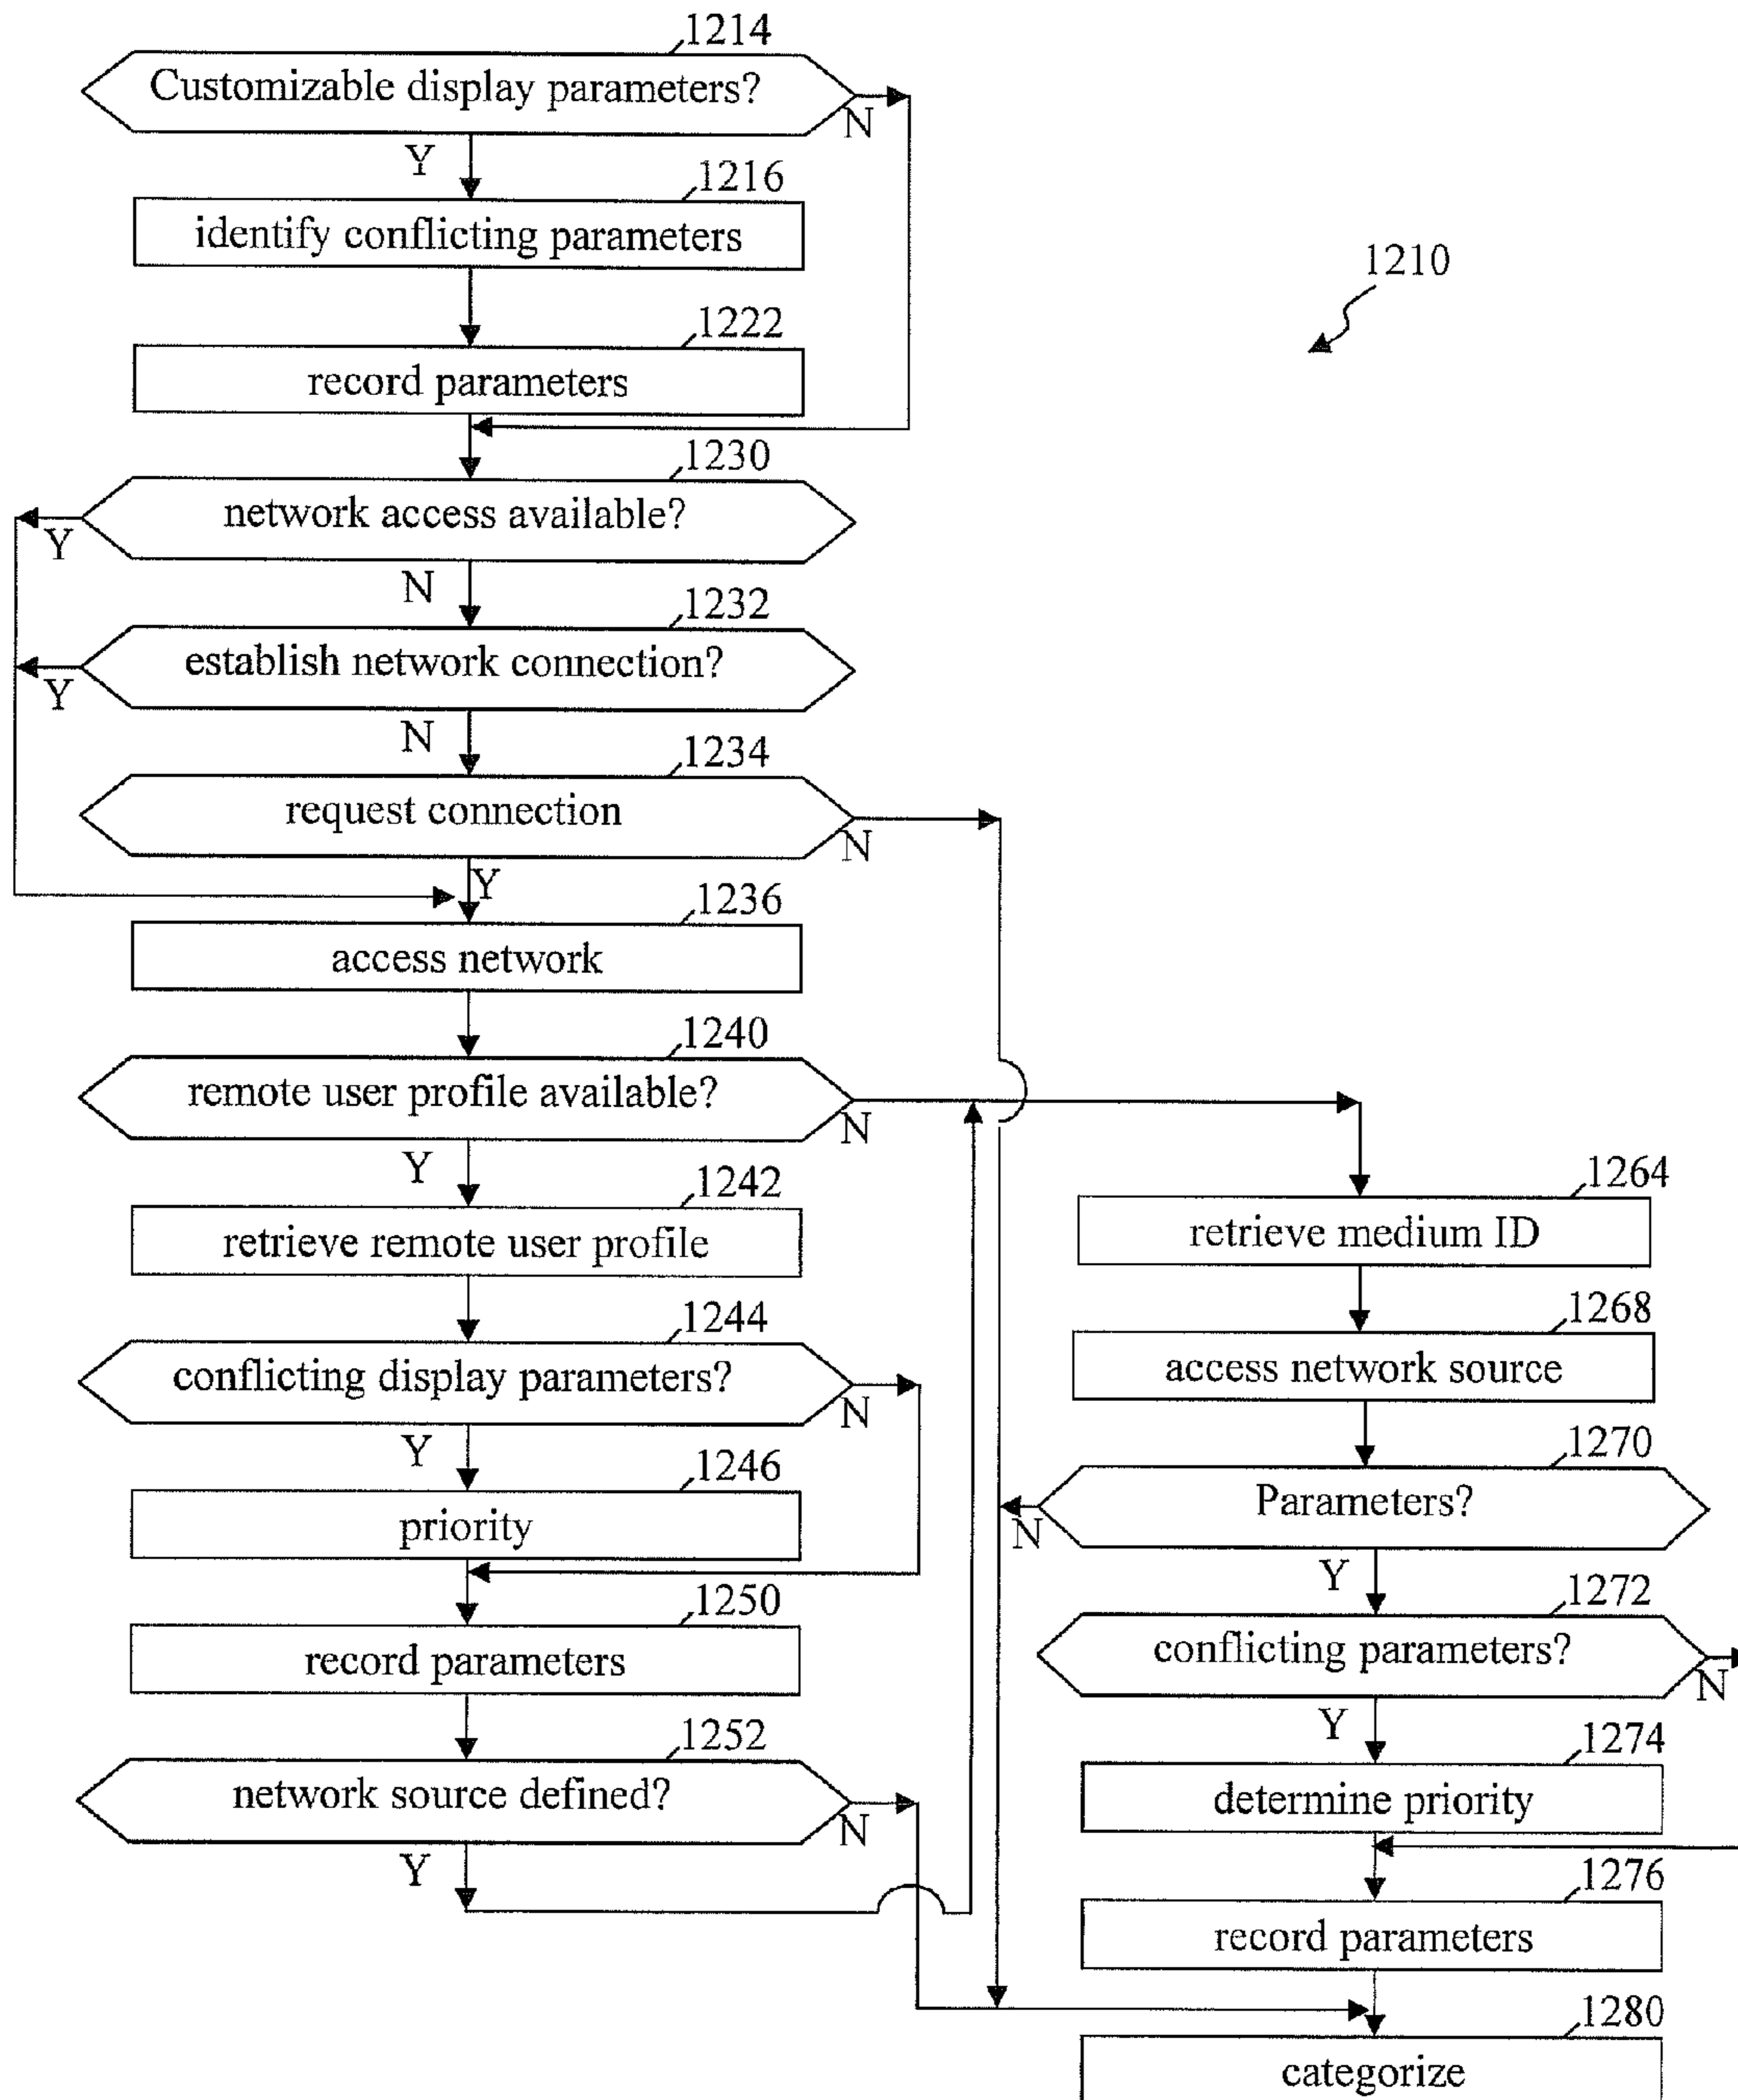 1214
Customizable display parameters?
N
Y
1216
identify conflicting parameters
1210
1222
record parameters
1230
network access available?
Y
N
1232
establish network connection?
Y
N
1234
request connection
N
Y
1236
access network
1240
remote user profile available?
N
Y
1242
retrieve remote user profile
1244
conflicting display parameters?
N
Y
1246
priority
1250
record parameters
1252
network source defined?
N
Y
1264
retrieve medium ID
1268
access network source
1270
Parameters?
N
Y
1272
conflicting parameters?
N
Y
1274
determine priority
1276
record parameters
1280
categorize